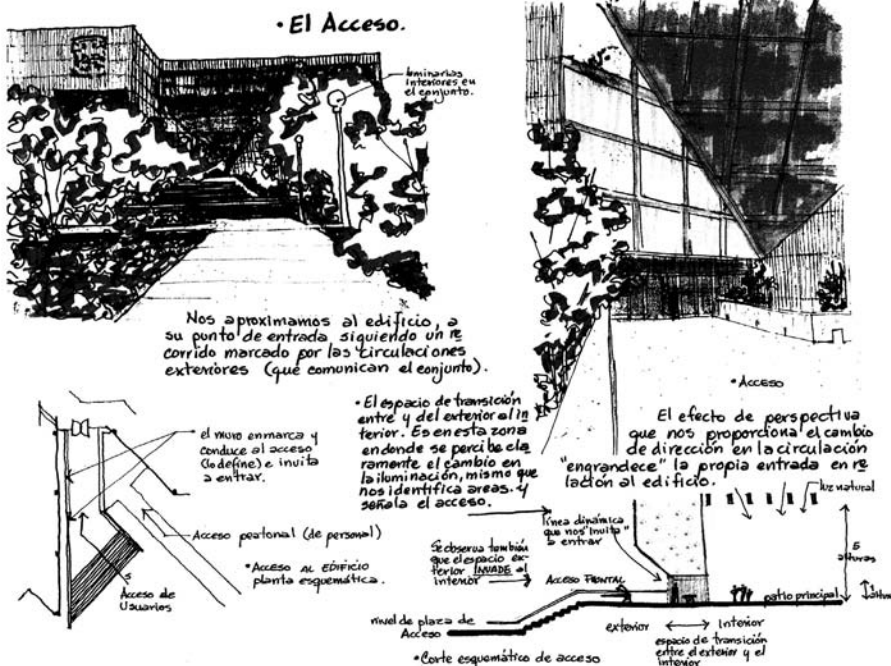 • El Acceso.
luminarias
interiores en
el conjunto.
Nos aproximamos al edificio, a
su punto de entrada siguiendo un re
corrido marcado por las circulaciones
exteriores (que comunican el conjunto).
• Acceso
El efecto de perspectiva
que nos proporciona el cambio
de dirección en la circulación
"engrandece" la propia entrada en re
lación al edificio.
• El espacio de transición
entre y del exterior al in
terior. Es en esta zona
en donde se percibe cla
ramente el cambio en
la iluminación, mismo que
nos identifica areas. y
señala el acceso.
el muro enmarca y
conduce al acceso
(lo define) e invita
a entrar.
Acceso peatonal (de personal)
• ACCESO AL EDIFICIO
planta esquemática.
Acceso de
Usuarios
luz natural
línea dinámica
que nos "invita"
a entrar
Se observa también
que el espacio ex-
terior INVADE al
interior
ACCESO FRONTAL
5
alturas
1
altura
patio principal
nivel de plaza de
Acceso
exterior
Interior
espacio de transición
entre el exterior y el
interior
• Corte esquemático de acceso